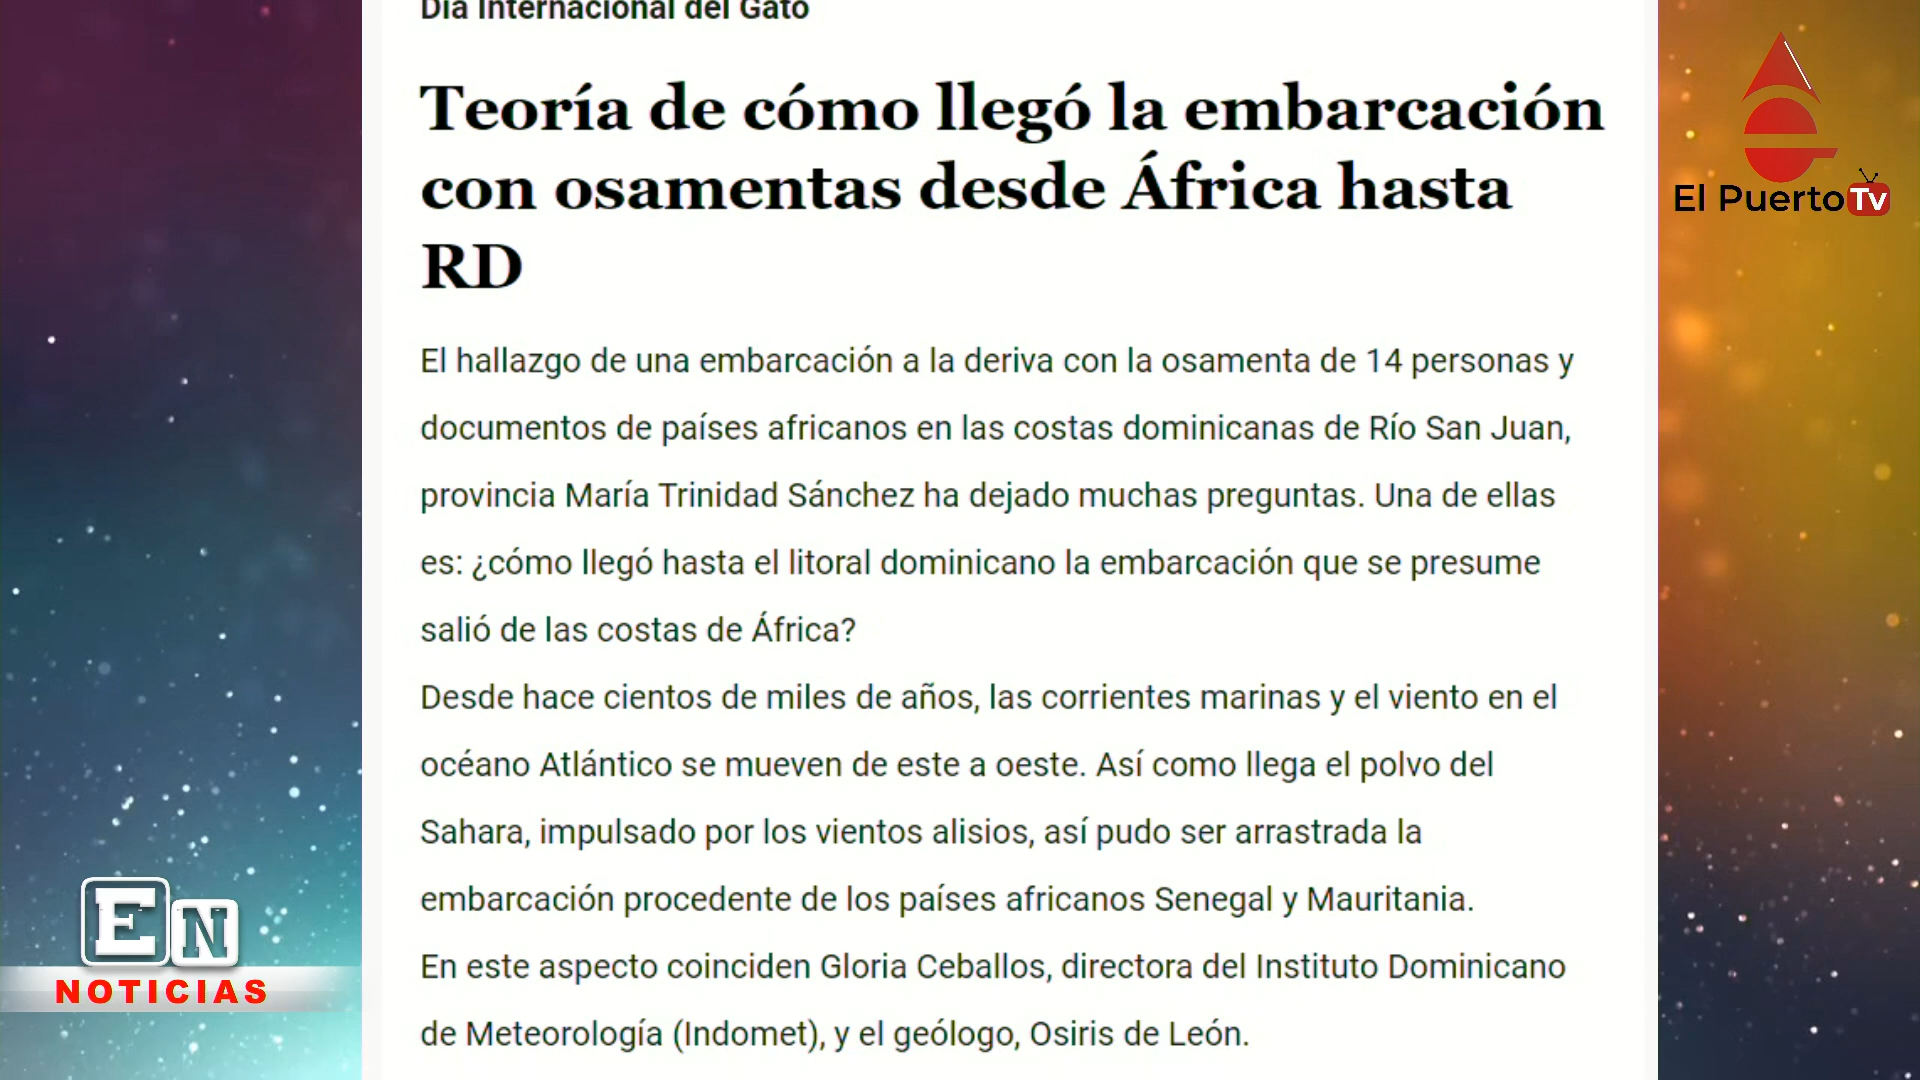 Día Internacional del Gato
Teoría de cómo llegó la embarcación
con osamentas desde África hasta
RD
El hallazgo de una embarcación a la deriva con la osamenta de 14 personas y
documentos de países africanos en las costas dominicanas de Río San Juan,
provincia María Trinidad Sánchez ha dejado muchas preguntas. Una de ellas
es: ¿cómo llegó hasta el litoral dominicano la embarcación que se presume
salió de las costas de África?
Desde hace cientos de miles de años, las corrientes marinas y el viento en el
océano Atlántico se mueven de este a oeste. Así como llega el polvo del
Sahara, impulsado por los vientos alisios, así pudo ser arrastrada la
embarcación procedente de los países africanos Senegal y Mauritania.
En este aspecto coinciden Gloria Ceballos, directora del Instituto Dominicano
de Meteorología (Indomet), y el geólogo, Osiris de León.
El Puerto Tv
EN
NOTICIAS